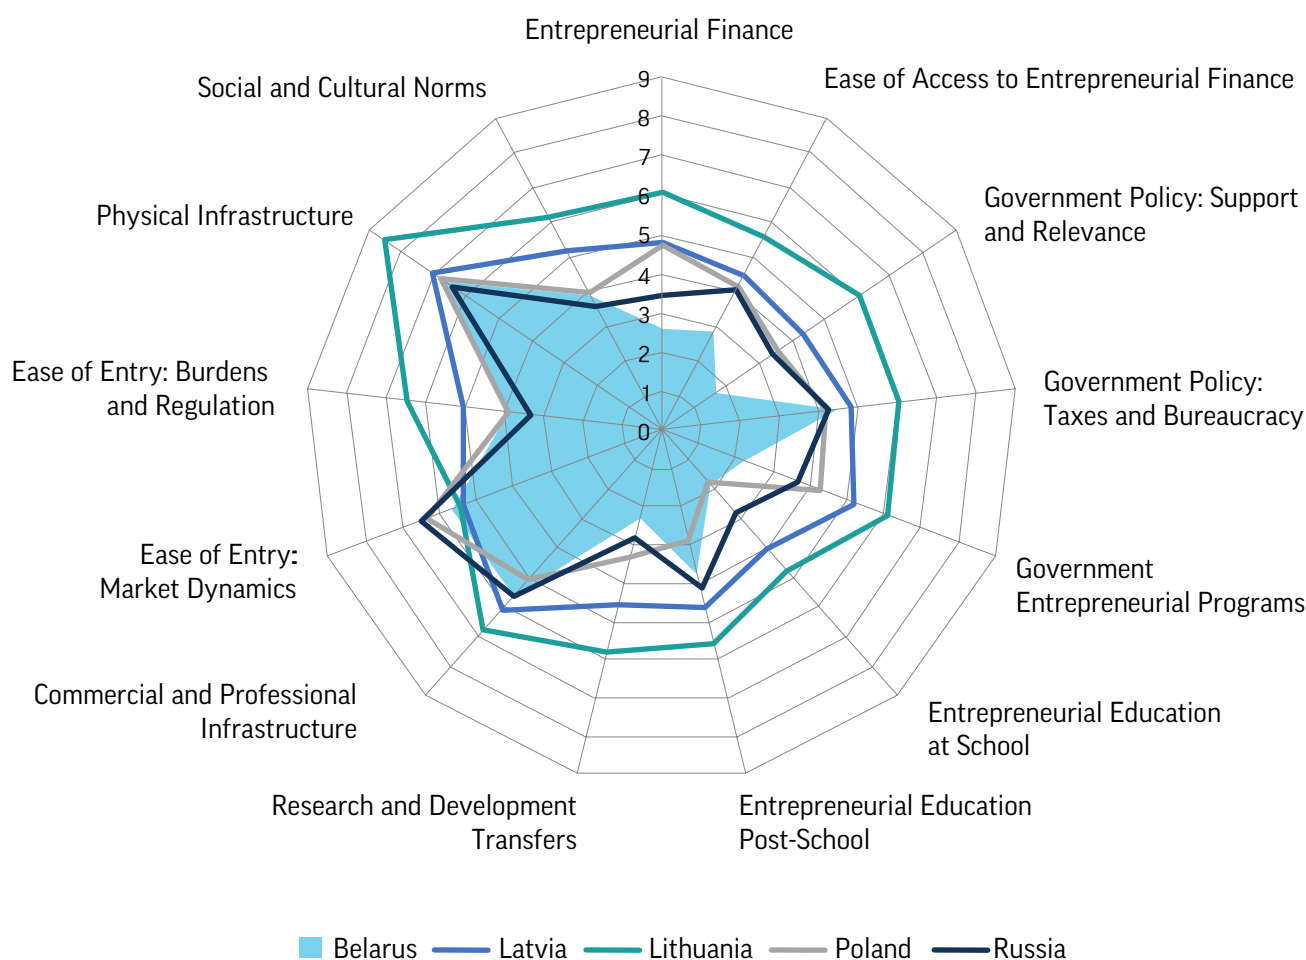 Entrepreneurial Finance
Ease of Access to Entrepreneurial Finance
Social and Cultural Norms
9
8
7
6
5
4
3
2
1
0
Government Policy: Support
and Relevance
Physical Infrastructure
Government Policy:
Taxes and Bureaucracy
Ease of Entry: Burdens
and Regulation
Government
Entrepreneurial Programs
Ease of Entry:
Market Dynamics
Entrepreneurial Education
at School
Commercial and Professional
Infrastructure
Entrepreneurial Education
Post-School
Research and Development
Transfers
Belarus
Latvia
Lithuania
Poland
Russia